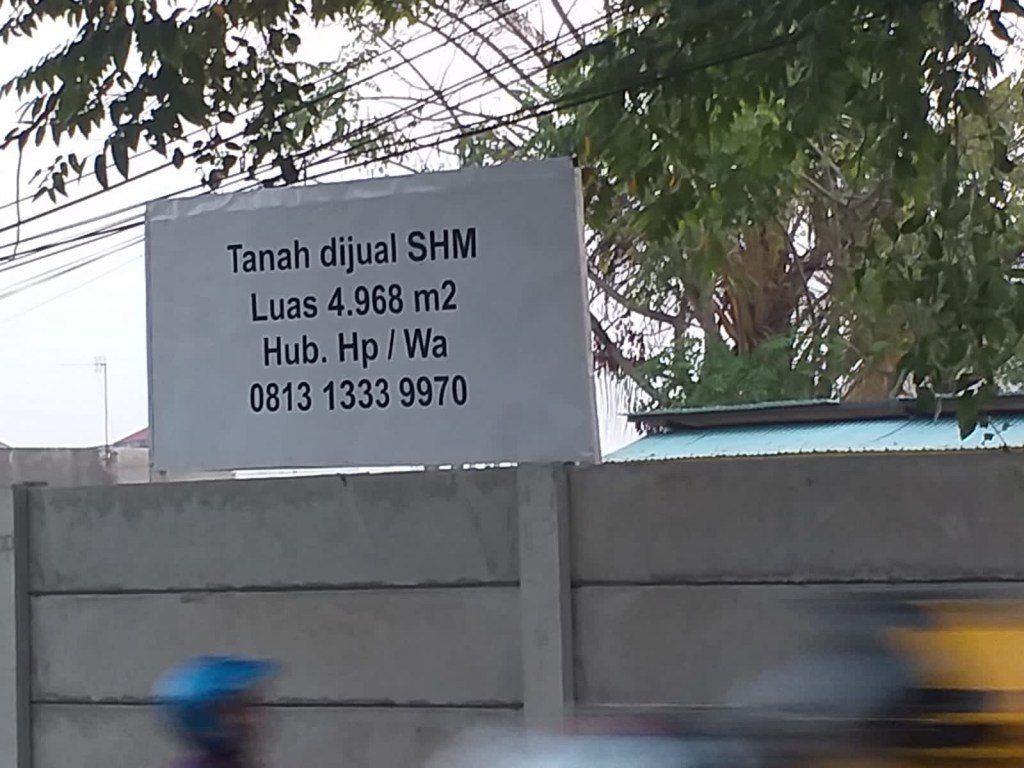 Tanah dijual SHM
Luas 4.968 m2
Hub. Hp / Wa
0813 1333 9970